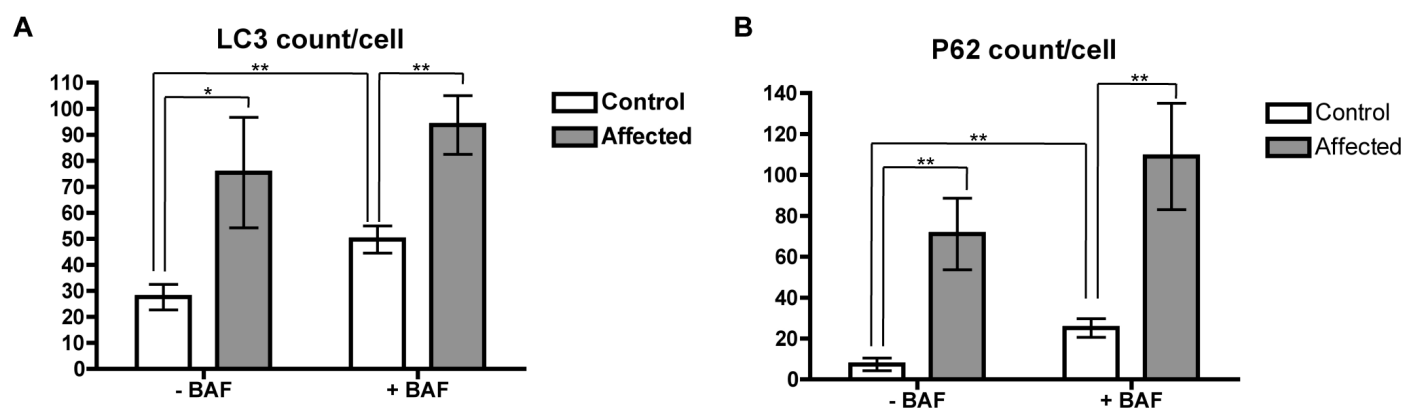 A
LC3 count/cell
110
100
90
80
70
60
50
40
30
20
10
0
**
**
*
- BAF
+ BAF
Control
Affected
B
P62 count/cell
140
120
100
80
60
40
20
0
**
**
**
- BAF
+ BAF
Control
Affected